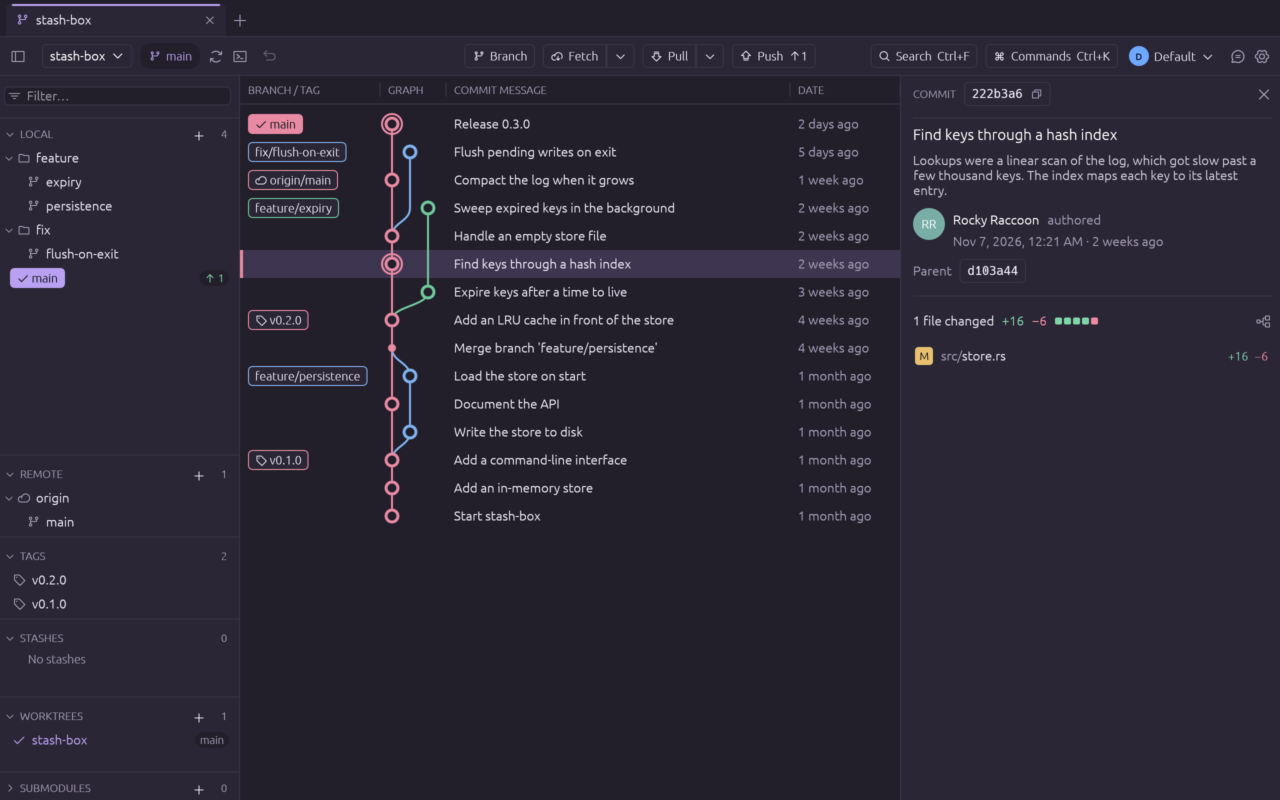 stash-box
stash-box main Branch Fetch Pull Push ↑1 Search Ctrl+F ⌘ Commands Ctrl+K D Default
Filter…
LOCAL 4
feature
expiry
persistence
fix
flush-on-exit
main ↑1
REMOTE 1
origin
main
TAGS 2
v0.2.0
v0.1.0
STASHES 0
No stashes
WORKTREES 1
stash-box main
SUBMODULES 0
BRANCH / TAG GRAPH COMMIT MESSAGE DATE
main Release 0.3.0 2 days ago
fix/flush-on-exit Flush pending writes on exit 5 days ago
origin/main Compact the log when it grows 1 week ago
feature/expiry Sweep expired keys in the background 2 weeks ago
Handle an empty store file 2 weeks ago
Find keys through a hash index 2 weeks ago
Expire keys after a time to live 3 weeks ago
v0.2.0 Add an LRU cache in front of the store 4 weeks ago
Merge branch 'feature/persistence' 4 weeks ago
feature/persistence Load the store on start 1 month ago
Document the API 1 month ago
Write the store to disk 1 month ago
v0.1.0 Add a command-line interface 1 month ago
Add an in-memory store 1 month ago
Start stash-box 1 month ago
COMMIT 222b3a6
Find keys through a hash index
Lookups were a linear scan of the log, which got slow past a
few thousand keys. The index maps each key to its latest
entry.
RR Rocky Raccoon authored
Nov 7, 2026, 12:21 AM · 2 weeks ago
Parent d103a44
1 file changed +16 −6
M src/store.rs +16 −6